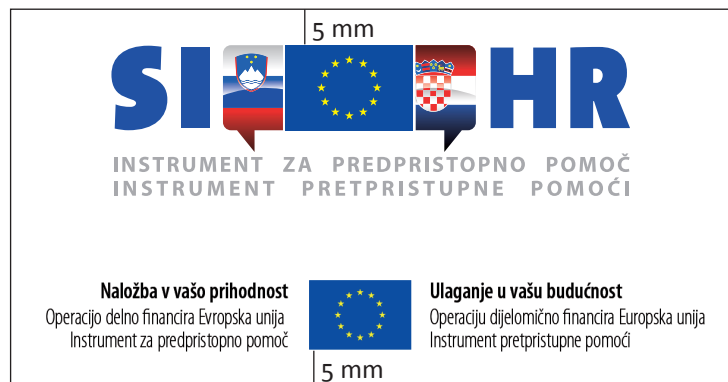 5 mm
SI HR
INSTRUMENT ZA PREDPRISTOPNO POMOČ
INSTRUMENT PRETPRISTUPNE POMOĆI
Naložba v vašo prihodnost
Operacijo delno financira Evropska unija
Instrument za predpristopno pomoč
Ulaganje u vašu budućnost
Operaciju dijelomično financira Europska unija
Instrument pretpristupne pomoći
5 mm